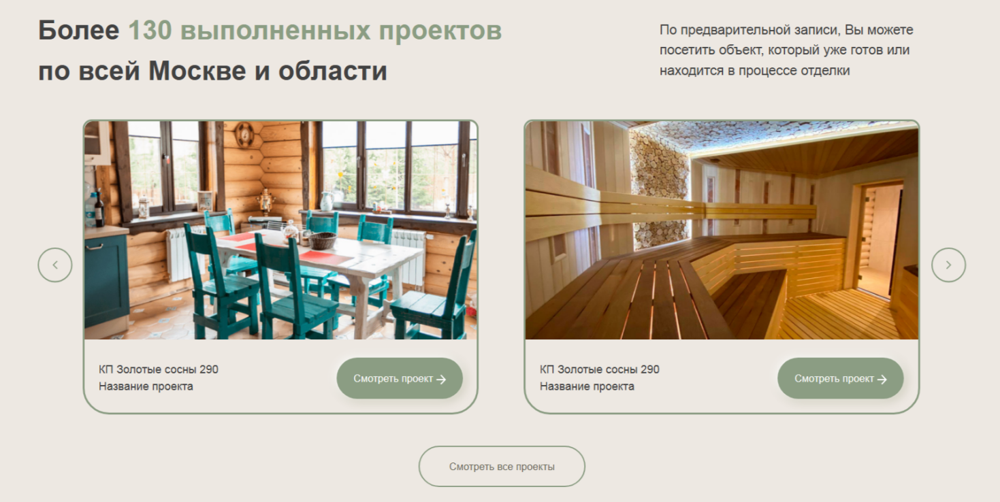 Более 130 выполненных проектов
по всей Москве и области
По предварительной записи, Вы можете
посетить объект, который уже готов или
находится в процессе отделки
КП Золотые сосны 290
Название проекта
Смотреть проект
КП Золотые сосны 290
Название проекта
Смотреть проект
Смотреть все проекты